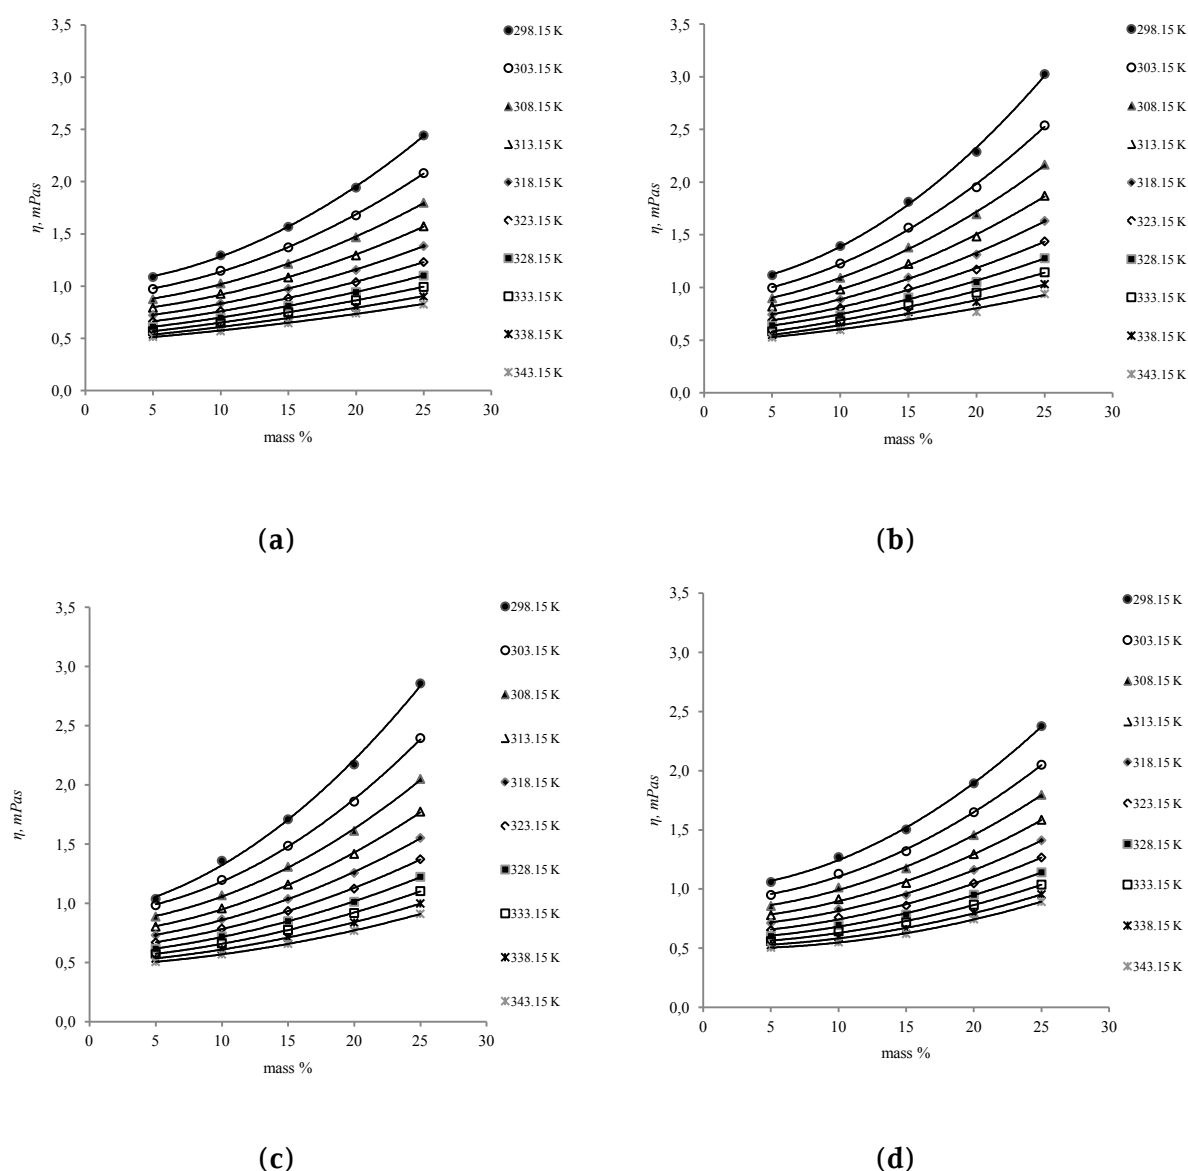 3,5
3,0
2,5
2,0
1,5
1,0
0,5
0,0
η, mPas
0 5 10 15 20 25 30
mass %
298.15 K
303.15 K
308.15 K
313.15 K
318.15 K
323.15 K
328.15 K
333.15 K
338.15 K
343.15 K
(a)
3,5
3,0
2,5
2,0
1,5
1,0
0,5
0,0
η, mPas
0 5 10 15 20 25 30
mass %
298.15 K
303.15 K
308.15 K
313.15 K
318.15 K
323.15 K
328.15 K
333.15 K
338.15 K
343.15 K
(b)
3,5
3,0
2,5
2,0
1,5
1,0
0,5
0,0
η, mPas
0 5 10 15 20 25 30
mass %
298.15 K
303.15 K
308.15 K
313.15 K
318.15 K
323.15 K
328.15 K
333.15 K
338.15 K
343.15 K
(c)
3,5
3,0
2,5
2,0
1,5
1,0
0,5
0,0
η, mPas
0 5 10 15 20 25 30
mass %
298.15 K
303.15 K
308.15 K
313.15 K
318.15 K
323.15 K
328.15 K
333.15 K
338.15 K
343.15 K
(d)